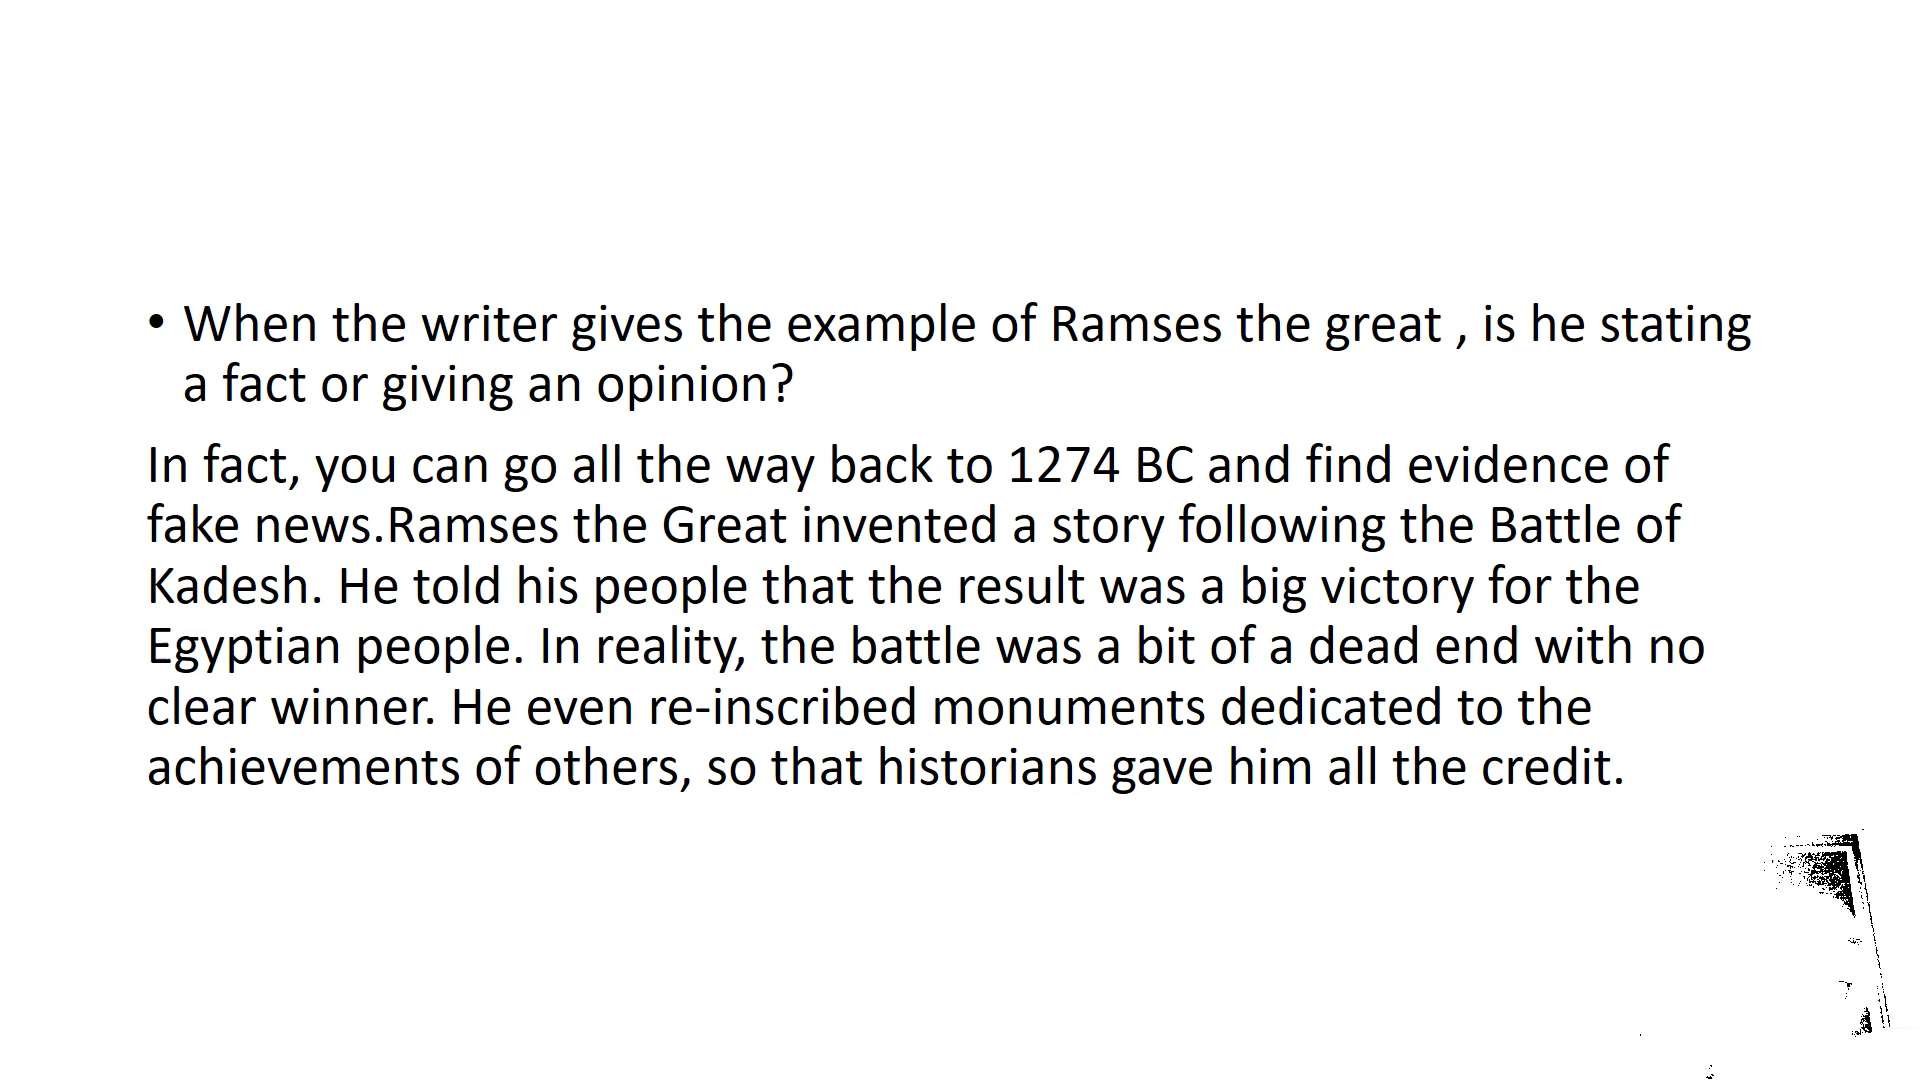 • When the writer gives the example of Ramses the great , is he stating
a fact or giving an opinion?
In fact, you can go all the way back to 1274 BC and find evidence of
fake news.Ramses the Great invented a story following the Battle of
Kadesh. He told his people that the result was a big victory for the
Egyptian people. In reality, the battle was a bit of a dead end with no
clear winner. He even re-inscribed monuments dedicated to the
achievements of others, so that historians gave him all the credit.